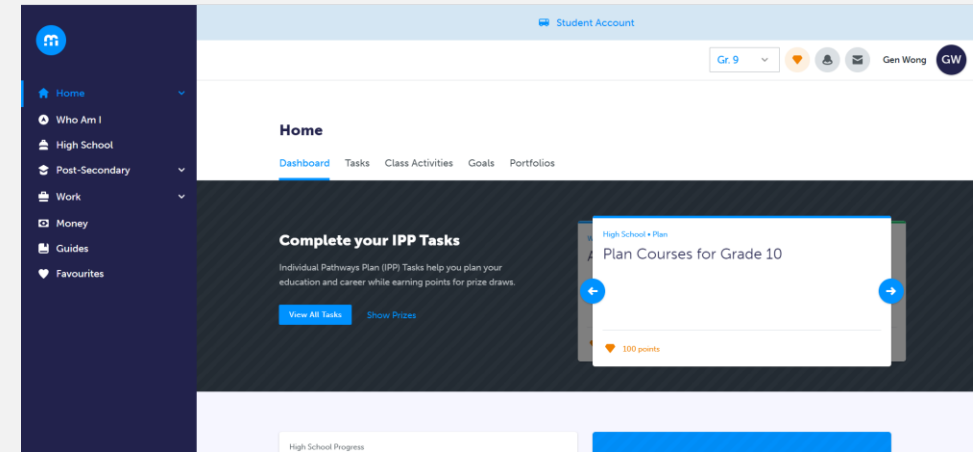 Student Account
m
Gr. 9
Gen Wong
GW
Home
Who Am I
High School
Post-Secondary
Work
Money
Guides
Favourites
Home
Dashboard Tasks Class Activities Goals Portfolios
Complete your IPP Tasks
Individual Pathways Plan (IPP) Tasks help you plan your
education and career while earning points for prize draws.
View All Tasks Show Prizes
High School • Plan
Plan Courses for Grade 10
100 points
High School Progress